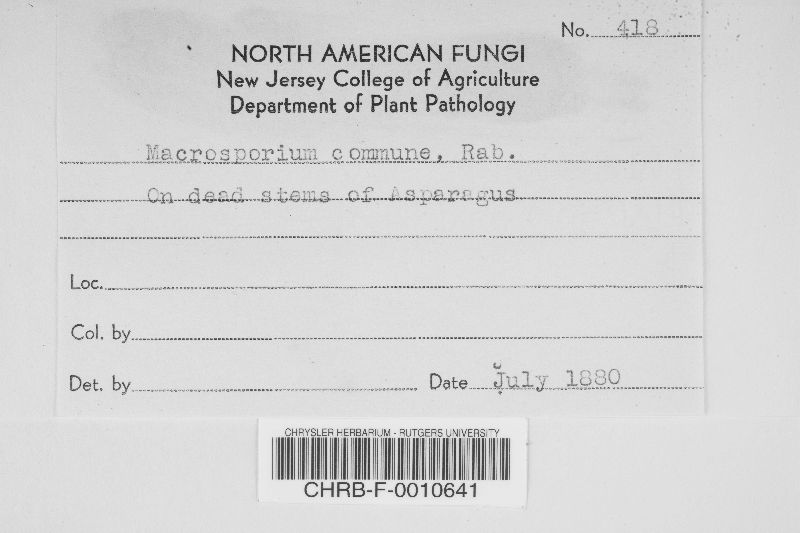 No. 418
NORTH AMERICAN FUNGI
New Jersey College of Agriculture
Department of Plant Pathology
Macrosporium commune, Rab.
On dead stems of Asparagus
Loc.
Col. by
Det. by Date July 1880
CHRYSLER HERBARIUM - RUTGERS UNIVERSITY
CHRB-F-0010641